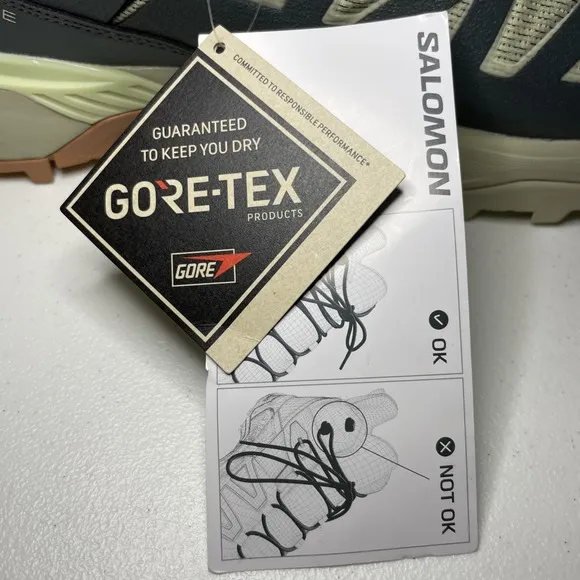 COMMITTED TO RESPONSIBLE PERFORMANCE®
GUARANTEED
TO KEEP YOU DRY
GORE-TEX
PRODUCTS
GORE
SALOMON
OK
NOT OK